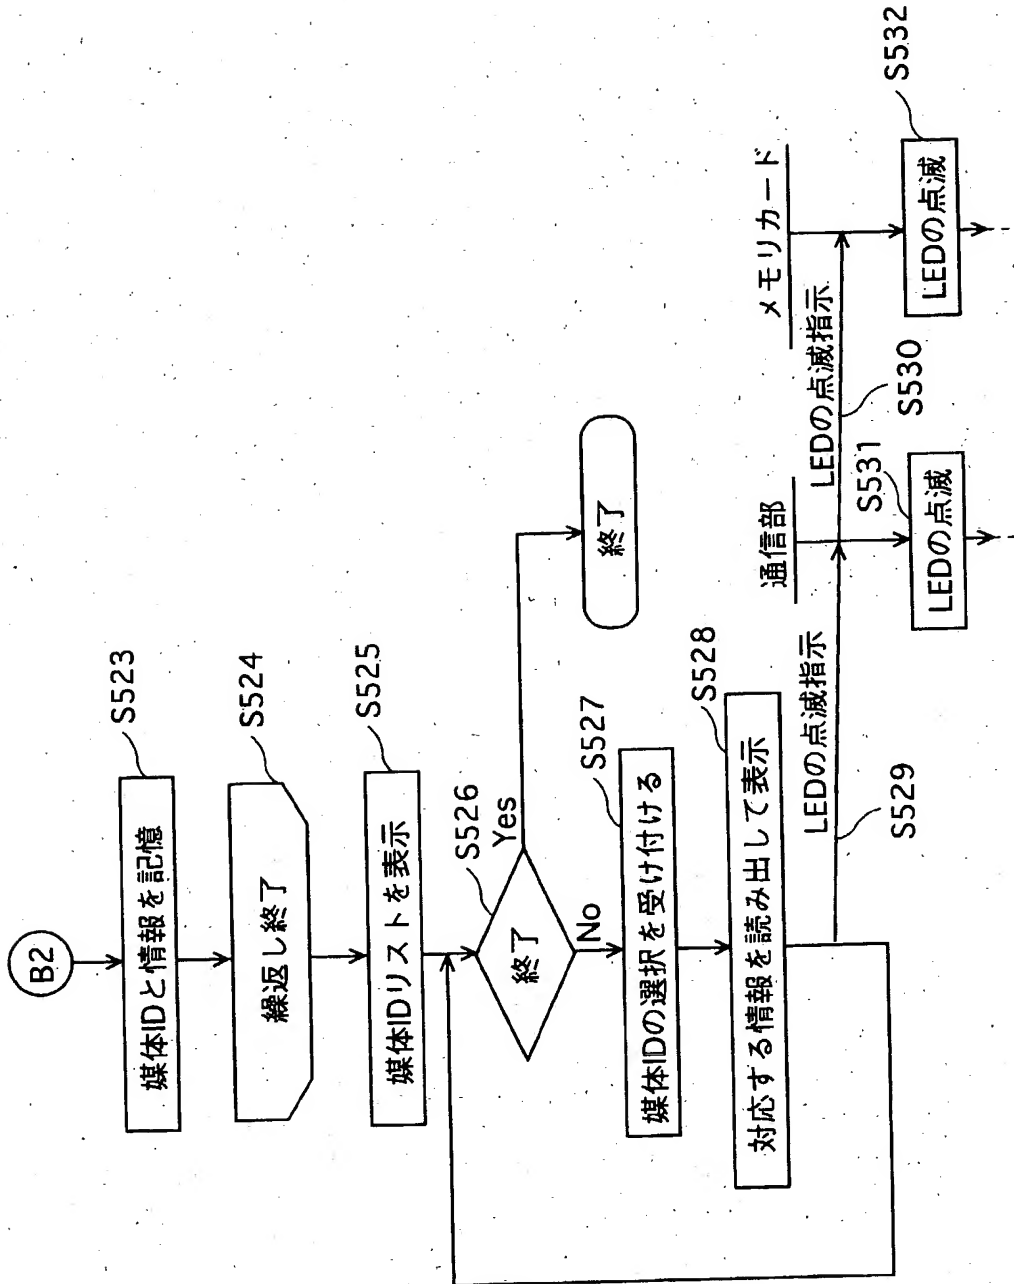 B2
媒体IDと情報を記憶
S523
繰返し終了
S524
媒体IDリストを表示
S525
終了
S526
Yes
No
終了
媒体IDの選択を受け付ける
S527
対応する情報を読み出して表示
S528
通信部
メモリカード
LEDの点滅指示
S529
LEDの点滅指示
S530
LEDの点滅
S531
LEDの点滅
S532